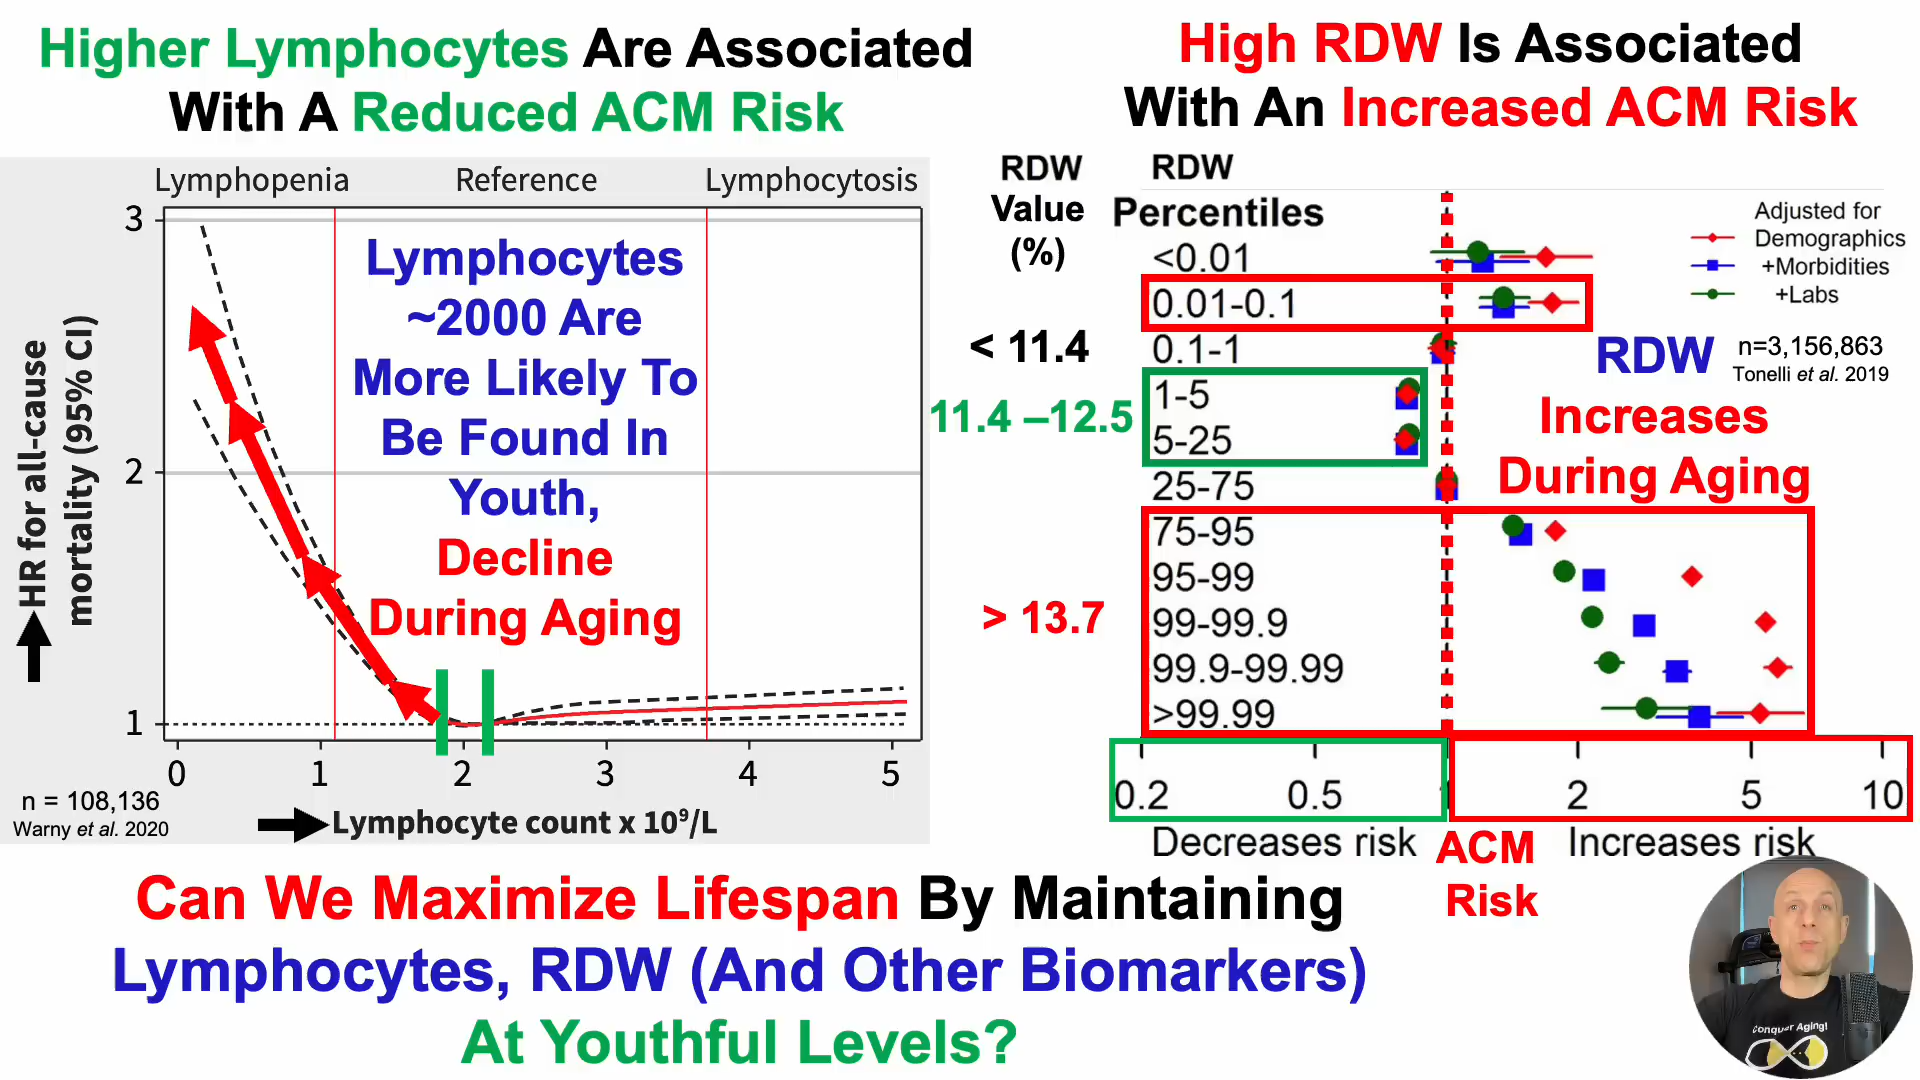 Higher Lymphocytes Are Associated
With A Reduced ACM Risk
High RDW Is Associated
With An Increased ACM Risk
Lymphopenia
Reference
Lymphocytosis
3
2
1
HR for all-cause
mortality (95% CI)
Lymphocytes
~2000 Are
More Likely To
Be Found In
Youth,
Decline
During Aging
0
1
2
3
4
5
n = 108,136
Warny et al. 2020
Lymphocyte count x 10⁹/L
RDW
Value
(%)
< 11.4
11.4 –12.5
> 13.7
RDW
Percentiles
<0.01
0.01-0.1
0.1-1
1-5
5-25
25-75
75-95
95-99
99-99.9
99.9-99.99
>99.99
Adjusted for
Demographics
+Morbidities
+Labs
RDW
n=3,156,863
Tonelli et al. 2019
Increases
During Aging
0.2
0.5
2
5
10
Decreases risk
ACM
Risk
Increases risk
Can We Maximize Lifespan By Maintaining
Lymphocytes, RDW (And Other Biomarkers)
At Youthful Levels?
Conquer Aging!